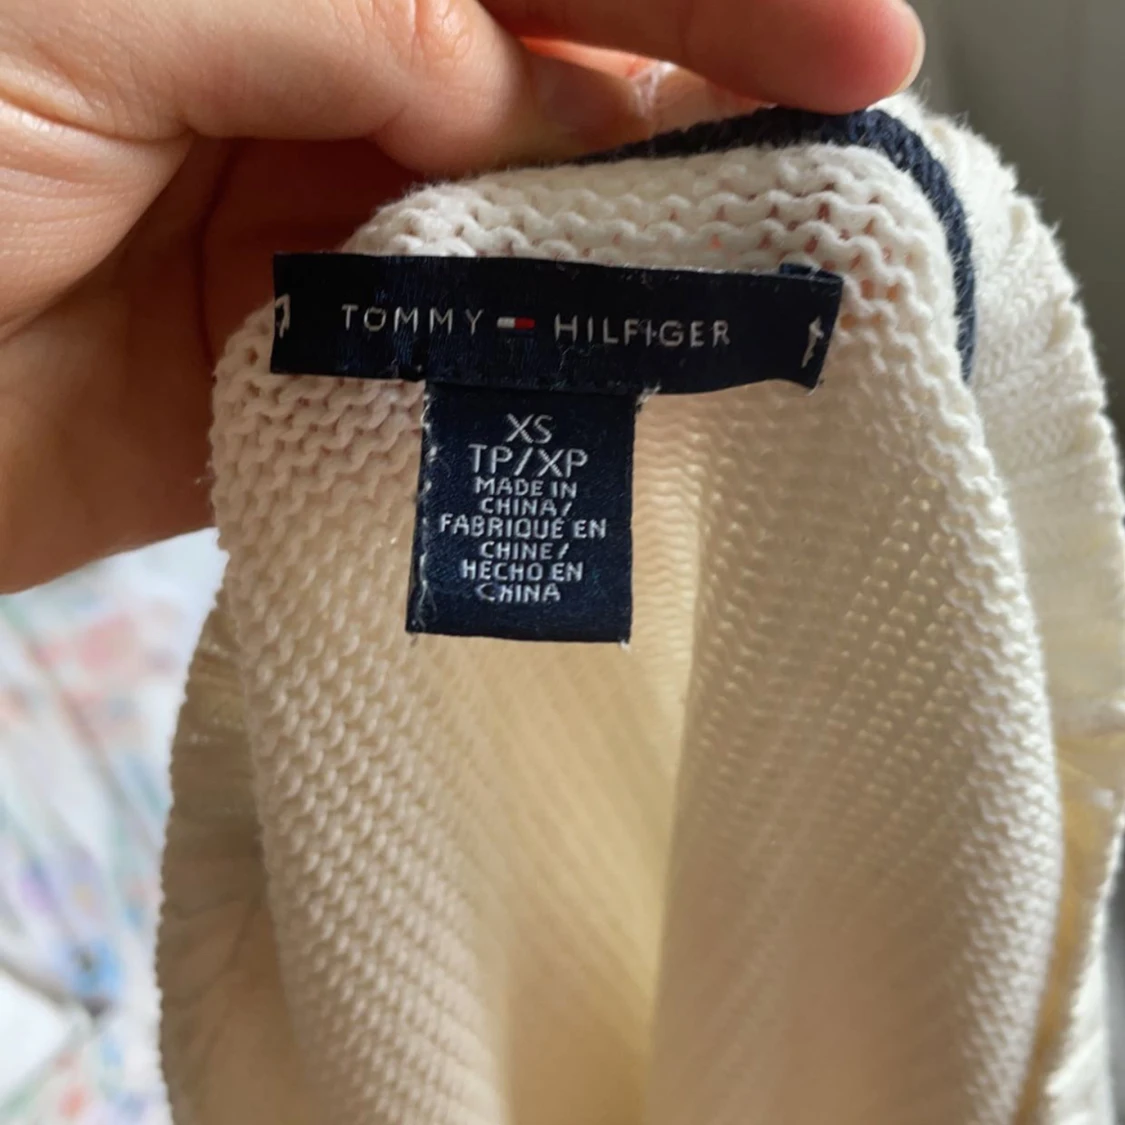 TOMMY HILFIGER
XS
TP/XP
MADE IN
CHINA/
FABRIQUÉ EN
CHINE/
HECHO EN
CHINA